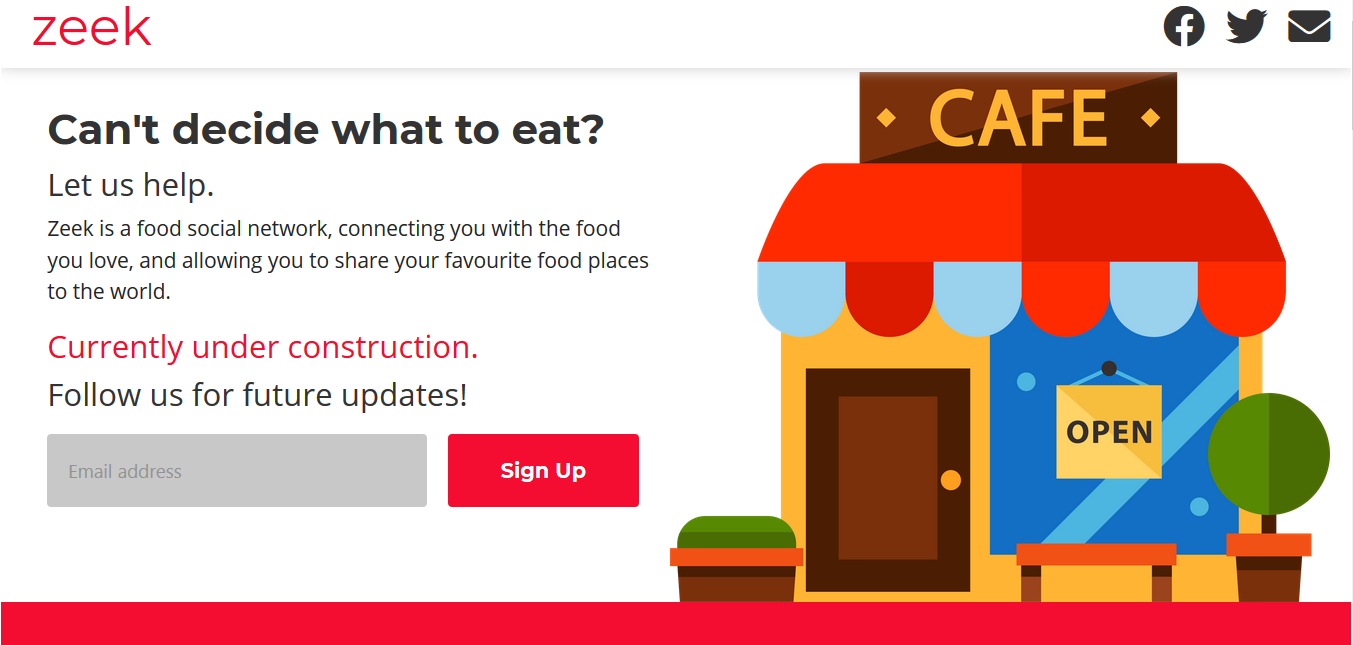 zeek
Can't decide what to eat?
Let us help.
Zeek is a food social network, connecting you with the food
you love, and allowing you to share your favourite food places
to the world.
Currently under construction.
Follow us for future updates!
Email address
Sign Up
CAFE
OPEN